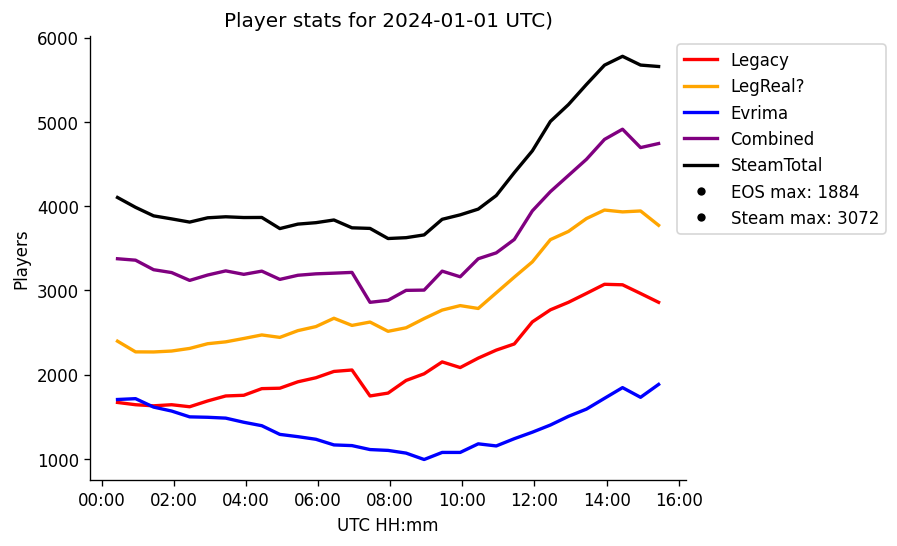 Player stats for 2024-01-01 UTC)
6000
5000
4000
3000
2000
1000
Players
00:00 02:00 04:00 06:00 08:00 10:00 12:00 14:00 16:00
UTC HH:mm
Legacy
LegReal?
Evrima
Combined
SteamTotal
EOS max: 1884
Steam max: 3072